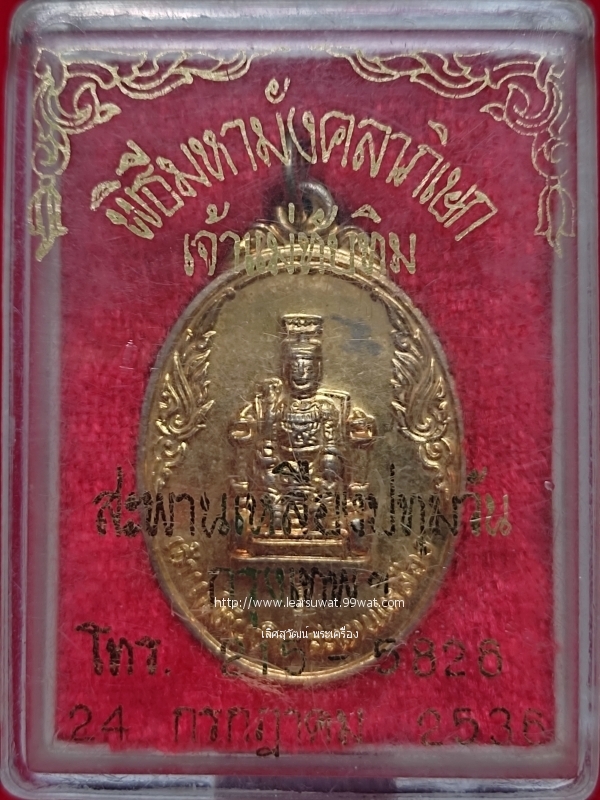 พิธีมหามังคลาภิเษก
เจ้าแม่ทับทิม
สะพานเหลืองปทุมวัน
กรุงเทพฯ
http://www.learsuwat.99wat.com
เลิศสุวัฒน์ พระเครื่อง
โทร. 215-5826
24 กรกฎาคม 2536